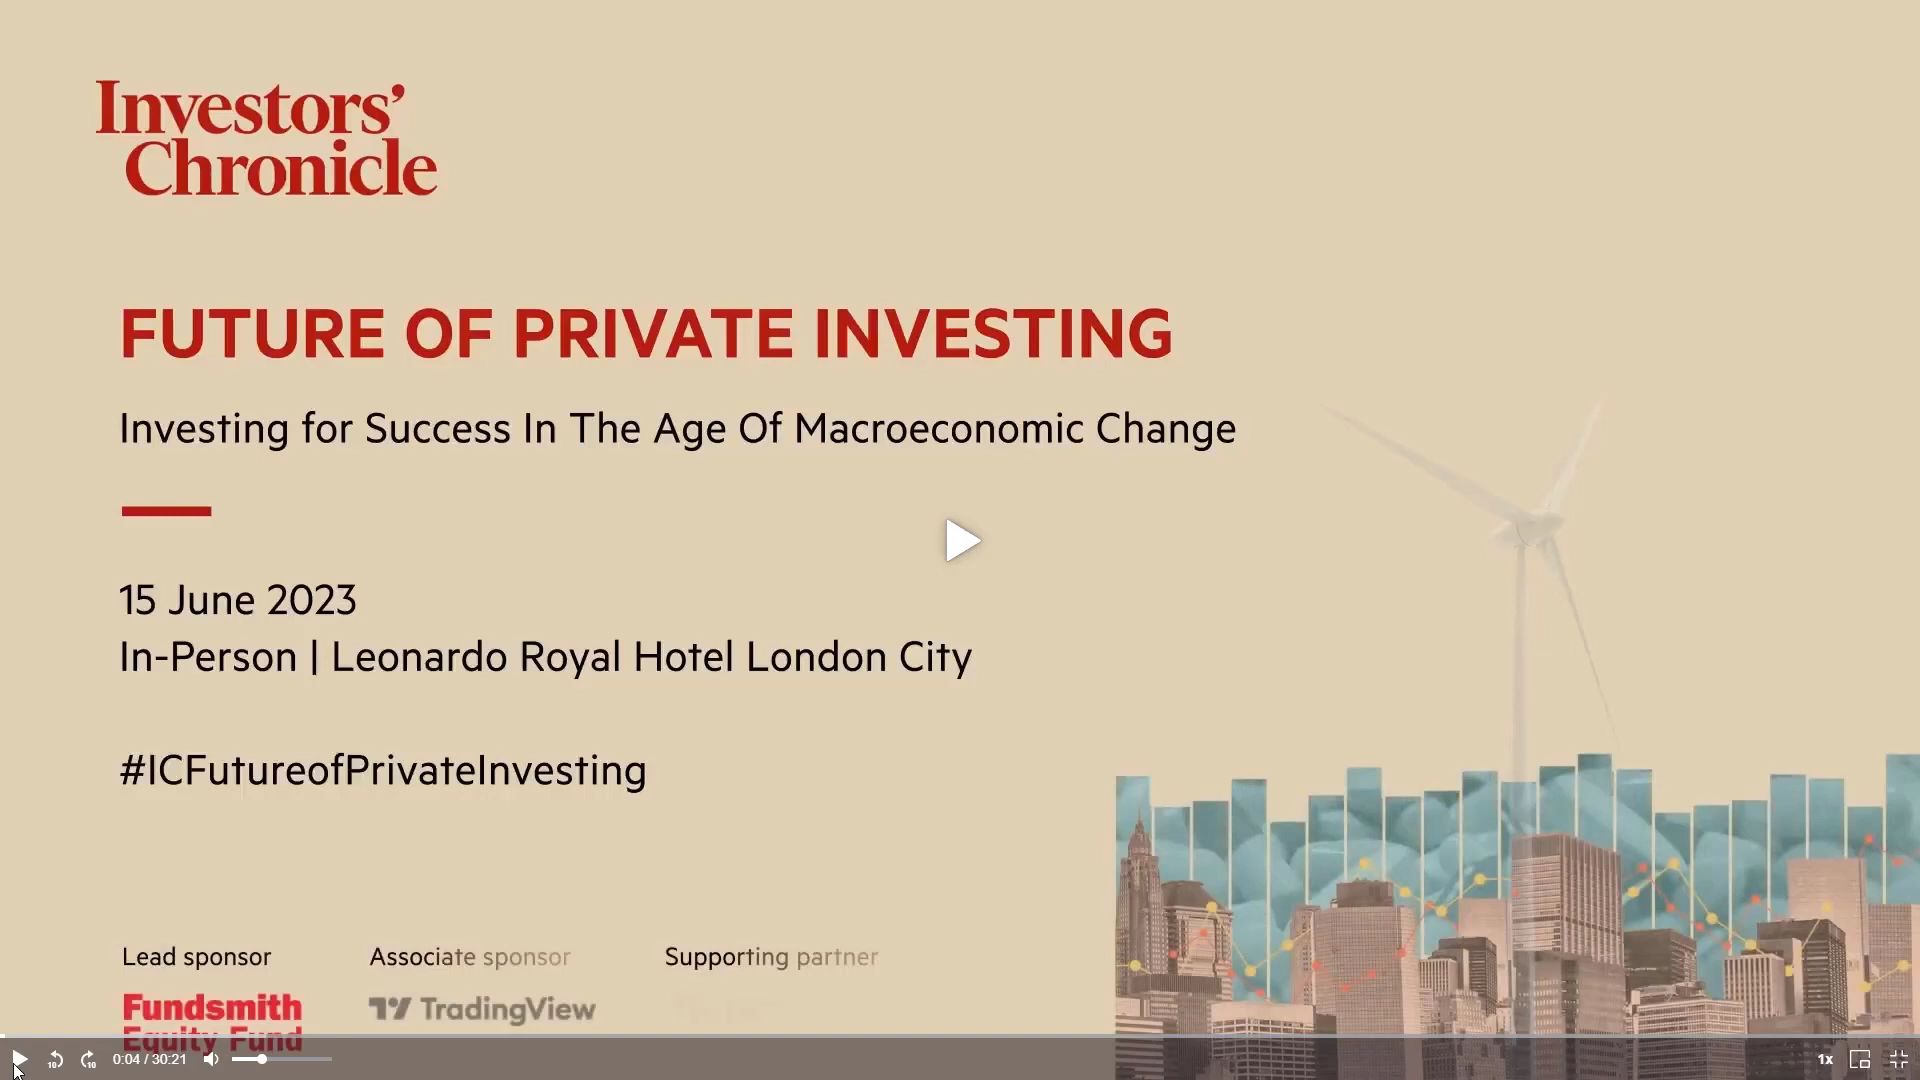 Investors’
Chronicle
FUTURE OF PRIVATE INVESTING
Investing for Success In The Age Of Macroeconomic Change
15 June 2023
In-Person | Leonardo Royal Hotel London City
#ICFutureofPrivateInvesting
Lead sponsor
Associate sponsor
Supporting partner
Fundsmith
Equity Fund
TradingView
10
10
0:04 / 30:21
1x